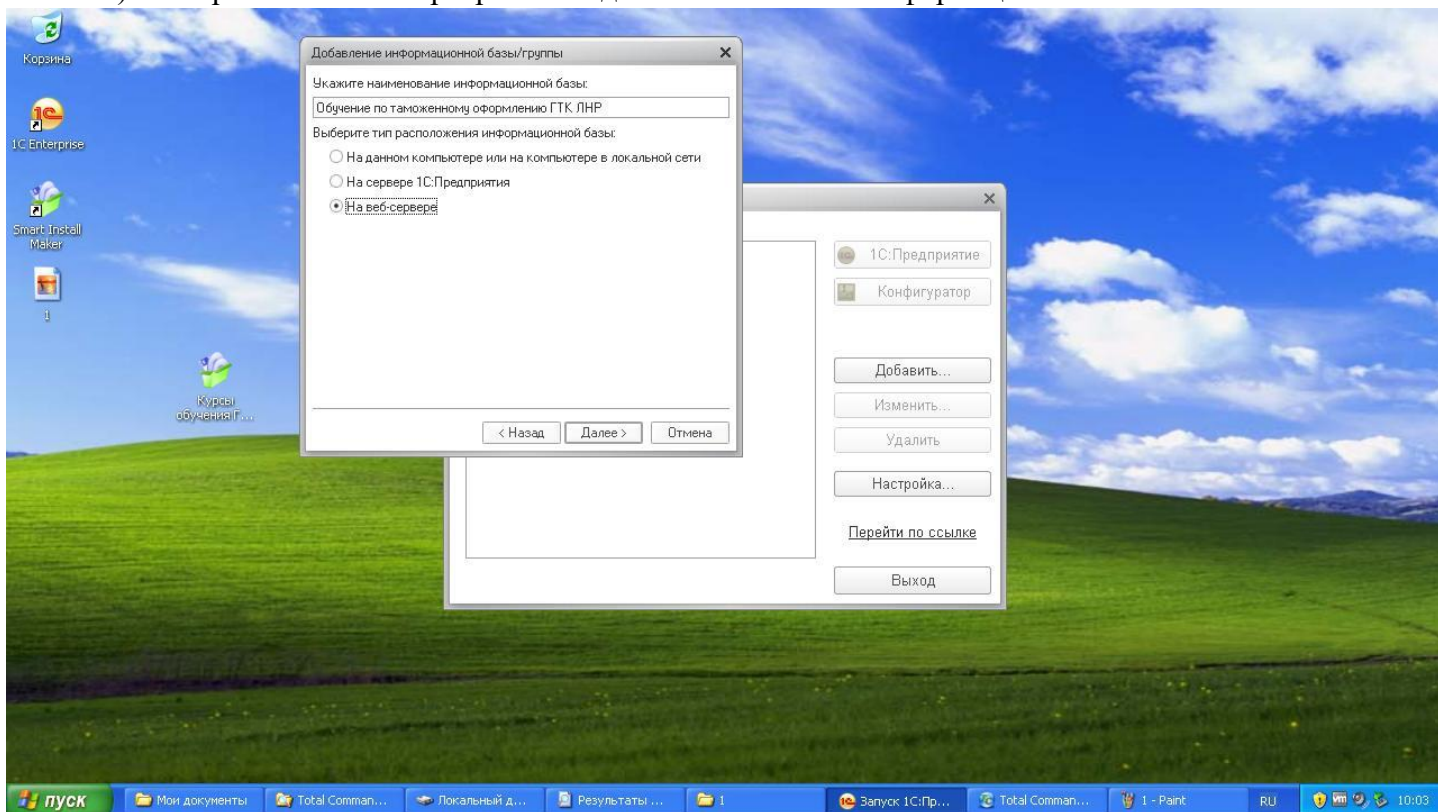 Корзина
1C Enterprise
Smart Install
Maker
1
Курсы
обучения Г...
Добавление информационной базы/группы
Укажите наименование информационной базы:
Обучение по таможенному оформлению ГТК ЛНР
Выберите тип расположения информационной базы:
На данном компьютере или на компьютере в локальной сети
На сервере 1С:Предприятия
На веб-сервере
< Назад
Далее >
Отмена
1С:Предприятие
Конфигуратор
Добавить...
Изменить...
Удалить
Настройка...
Перейти по ссылке
Выход
пуск
Мои документы
Total Comman...
Локальный д...
Результаты ...
1
Запуск 1С:Пр...
Total Comman...
1 - Paint
RU
10:03